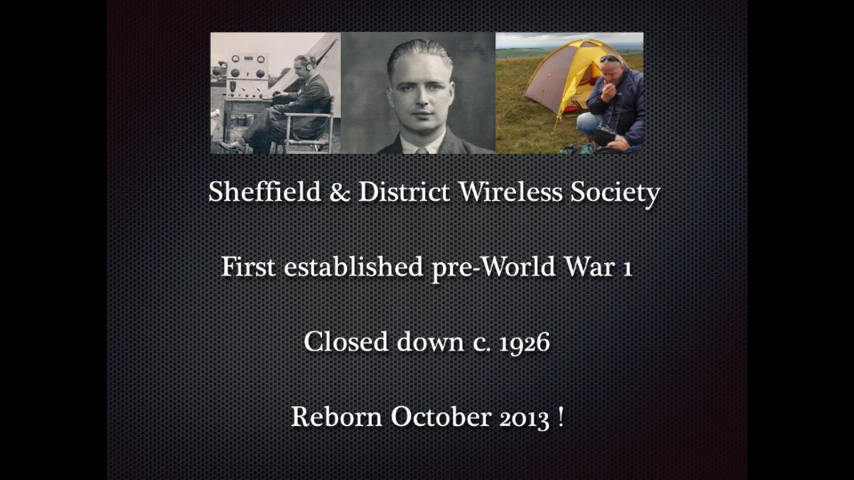 Sheffield & District Wireless Society
First established pre-World War 1
Closed down c. 1926
Reborn October 2013 !